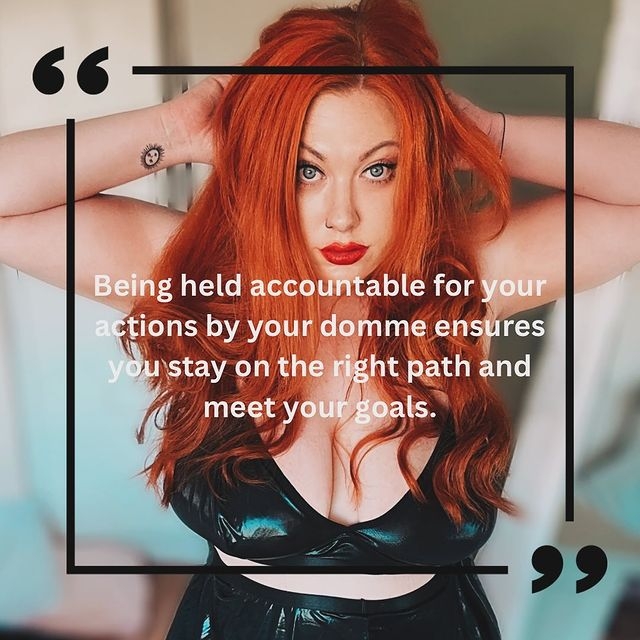 Being held accountable for your
actions by your domme ensures
you stay on the right path and
meet your goals.